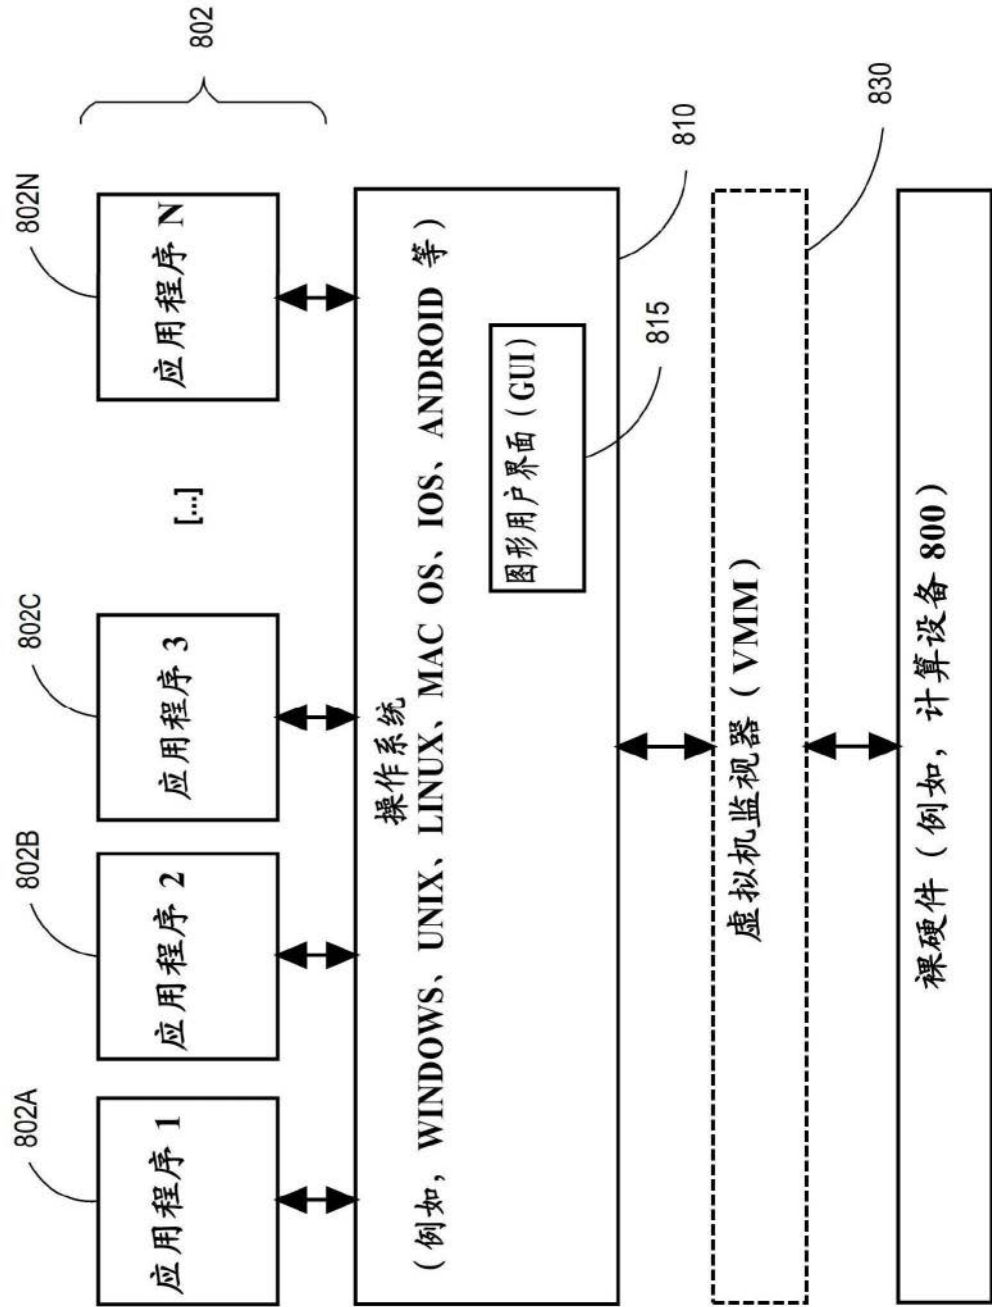 802
802A
802B
802C
802N
应用程序 1
应用程序 2
应用程序 3
[...]
应用程序 N
操作系统
（例如，WINDOWS、UNIX、LINUX、MAC OS、IOS、ANDROID 等）
810
图形用户界面（GUI）
815
虚拟机监视器（VMM）
830
裸硬件（例如，计算设备 800）